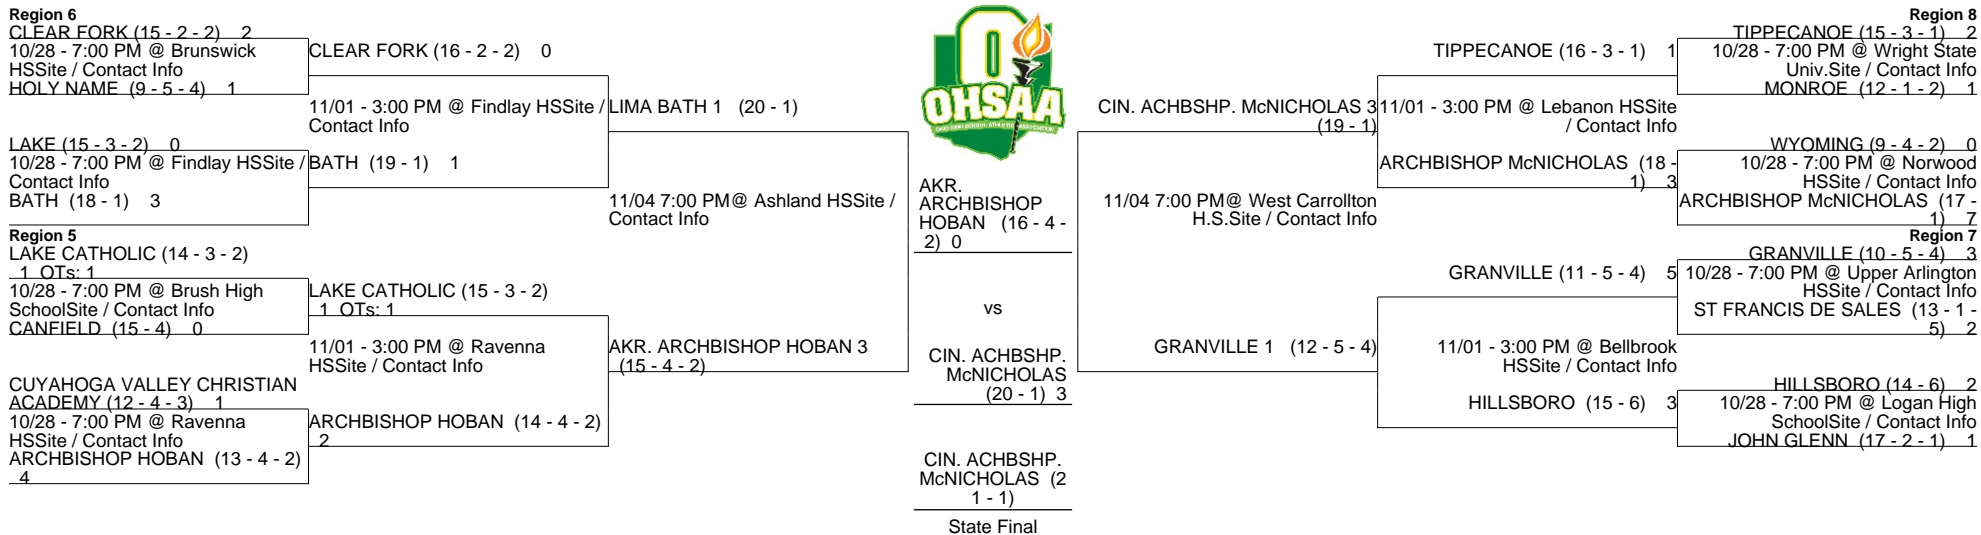 Region 6
CLEAR FORK (15 - 2 - 2) 2
10/28 - 7:00 PM @ Brunswick
HSSite / Contact Info
HOLY NAME (9 - 5 - 4) 1
LAKE (15 - 3 - 2) 0
10/28 - 7:00 PM @ Findlay HSSite /
Contact Info
BATH (18 - 1) 3
Region 5
LAKE CATHOLIC (14 - 3 - 2)
1 OTs: 1
10/28 - 7:00 PM @ Brush High
SchoolSite / Contact Info
CANFIELD (15 - 4) 0
CUYAHOGA VALLEY CHRISTIAN
ACADEMY (12 - 4 - 3) 1
10/28 - 7:00 PM @ Ravenna
HSSite / Contact Info
ARCHBISHOP HOBAN (13 - 4 - 2)
4
CLEAR FORK (16 - 2 - 2) 0
11/01 - 3:00 PM @ Findlay HSSite /
Contact Info
BATH (19 - 1) 1
LAKE CATHOLIC (15 - 3 - 2)
1 OTs: 1
11/01 - 3:00 PM @ Ravenna
HSSite / Contact Info
ARCHBISHOP HOBAN (14 - 4 - 2)
2
LIMA BATH 1 (20 - 1)
11/04 7:00 PM@ Ashland HSSite /
Contact Info
AKR. ARCHBISHOP HOBAN 3
(15 - 4 - 2)
OHSAA
AKR.
ARCHBISHOP
HOBAN (16 - 4 -
2) 0
vs
CIN. ACHBSHP.
McNICHOLAS
(20 - 1) 3
CIN. ACHBSHP.
McNICHOLAS (2
1 - 1)
State Final
CIN. ACHBSHP. McNICHOLAS 3
(19 - 1)
11/04 7:00 PM@ West Carrollton
H.S.Site / Contact Info
GRANVILLE 1 (12 - 5 - 4)
TIPPECANOE (16 - 3 - 1) 1
11/01 - 3:00 PM @ Lebanon HSSite
/ Contact Info
ARCHBISHOP McNICHOLAS (18 -
1) 3
GRANVILLE (11 - 5 - 4) 5
11/01 - 3:00 PM @ Bellbrook
HSSite / Contact Info
HILLSBORO (15 - 6) 3
Region 8
TIPPECANOE (15 - 3 - 1) 2
10/28 - 7:00 PM @ Wright State
Univ.Site / Contact Info
MONROE (12 - 1 - 2) 1
WYOMING (9 - 4 - 2) 0
10/28 - 7:00 PM @ Norwood
HSSite / Contact Info
ARCHBISHOP McNICHOLAS (17 -
1) 7
Region 7
GRANVILLE (10 - 5 - 4) 3
10/28 - 7:00 PM @ Upper Arlington
HSSite / Contact Info
ST FRANCIS DE SALES (13 - 1 -
5) 2
HILLSBORO (14 - 6) 2
10/28 - 7:00 PM @ Logan High
SchoolSite / Contact Info
JOHN GLENN (17 - 2 - 1) 1